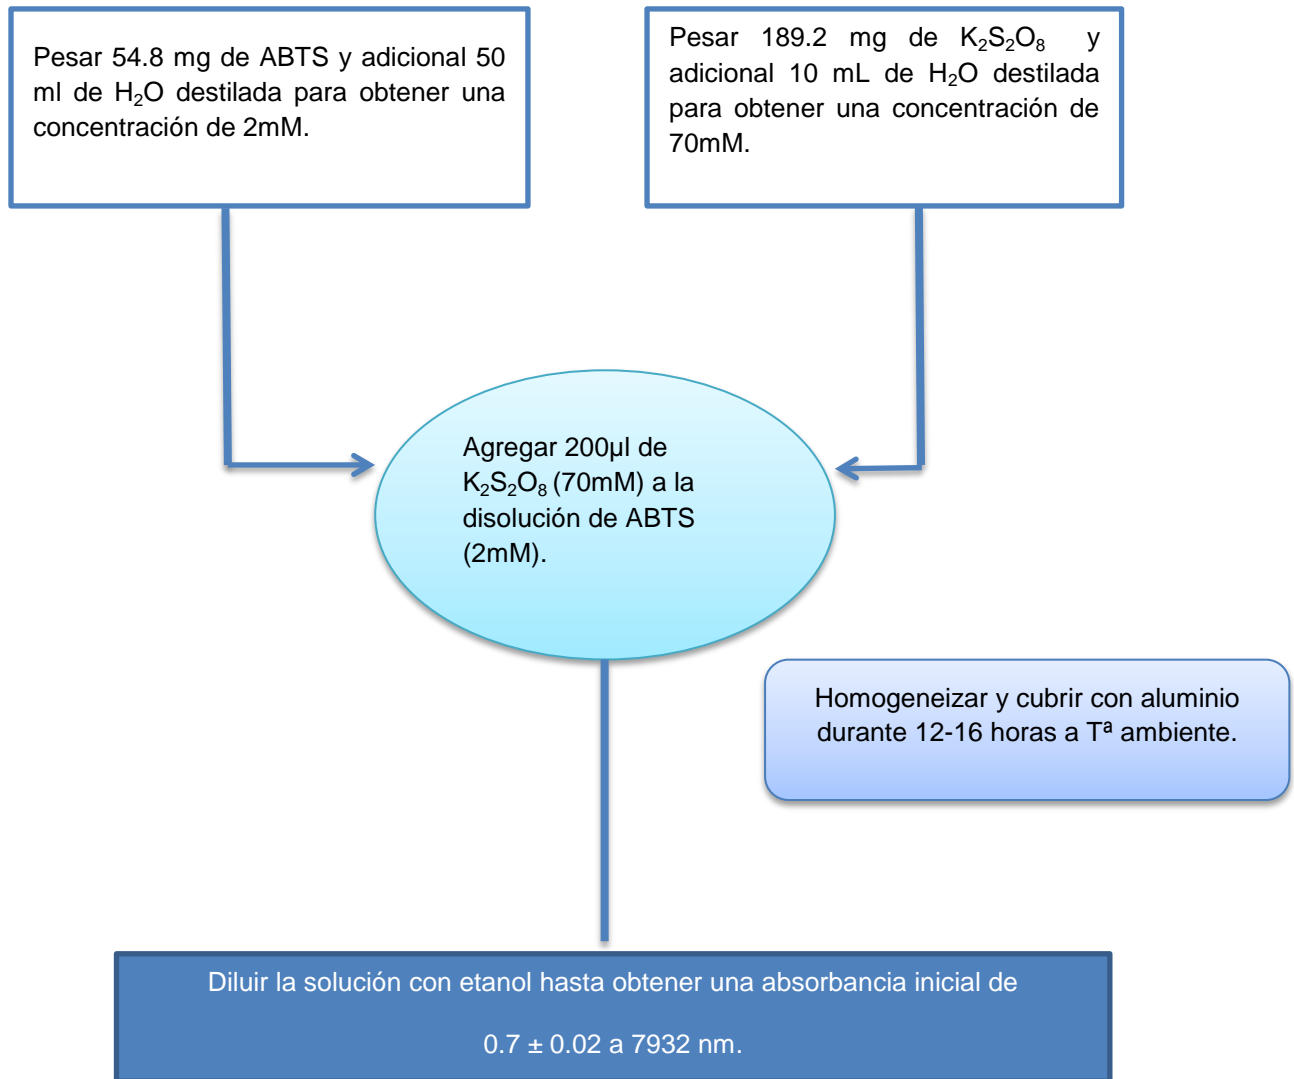 Pesar 54.8 mg de ABTS y adicional 50
ml de H₂O destilada para obtener una
concentración de 2mM.
Pesar 189.2 mg de K₂S₂O₈ y
adicional 10 mL de H₂O destilada
para obtener una concentración de
70mM.
Agregar 200µl de
K₂S₂O₈ (70mM) a la
disolución de ABTS
(2mM).
Homogeneizar y cubrir con aluminio
durante 12-16 horas a Tª ambiente.
Diluir la solución con etanol hasta obtener una absorbancia inicial de
0.7 ± 0.02 a 7932 nm.